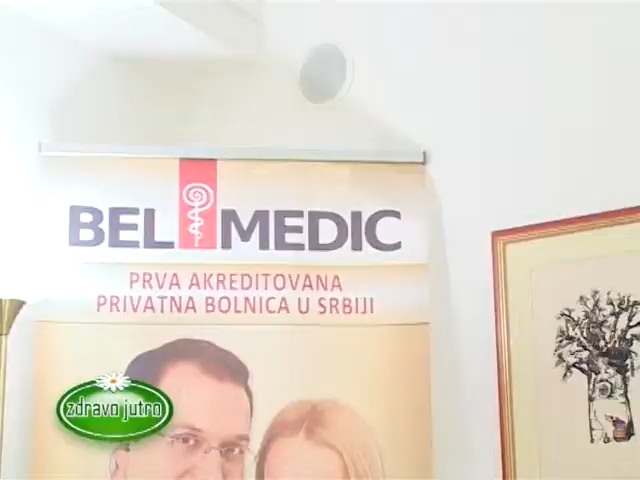 BEL MEDIC
PRVA AKREDITOVANA
PRIVATNA BOLNICA U SRBIJI
zdravo jutro